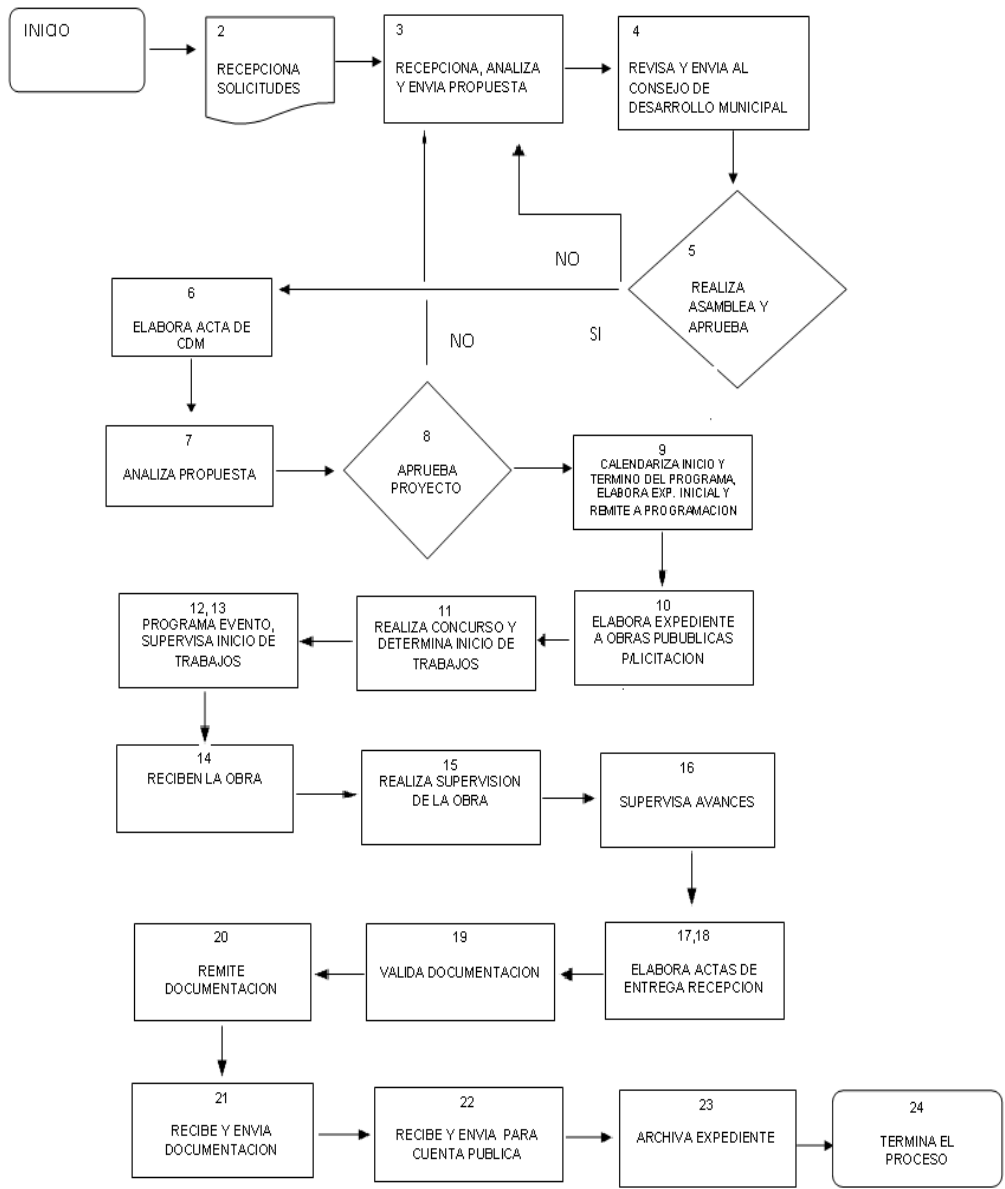 INICIO
2
RECEPCIONA
SOLICITUDES
3
RECEPCIONA, ANALIZA
Y ENVIA PROPUESTA
4
REVISA Y ENVIA AL
CONSEJO DE
DESARROLLO MUNICIPAL
5
REALIZA
ASAMBLEA Y
APRUEBA
NO
SI
6
ELABORA ACTA DE
CDM
NO
7
ANALIZA PROPUESTA
8
APRUEBA
PROYECTO
9
CALENDARIZA INICIO Y
TERMINO DEL PROGRAMA,
ELABORA EXP. INICIAL Y
REMITE A PROGRAMACION
10
ELABORA EXPEDIENTE
A OBRAS PUBUBLICAS
P/LICITACION
11
REALIZA CONCURSO Y
DETERMINA INICIO DE
TRABAJOS
12, 13
PROGRAMA EVENTO,
SUPERVISA INICIO DE
TRABAJOS
14
RECIBEN LA OBRA
15
REALIZA SUPERVISION
DE LA OBRA
16
SUPERVISA AVANCES
17,18
ELABORA ACTAS DE
ENTREGA RECEPCION
19
VALIDA DOCUMENTACION
20
REMITE
DOCUMENTACION
21
RECIBE Y ENVIA
DOCUMENTACION
22
RECIBE Y ENVIA PARA
CUENTA PUBLICA
23
ARCHIVA EXPEDIENTE
24
TERMINA EL
PROCESO